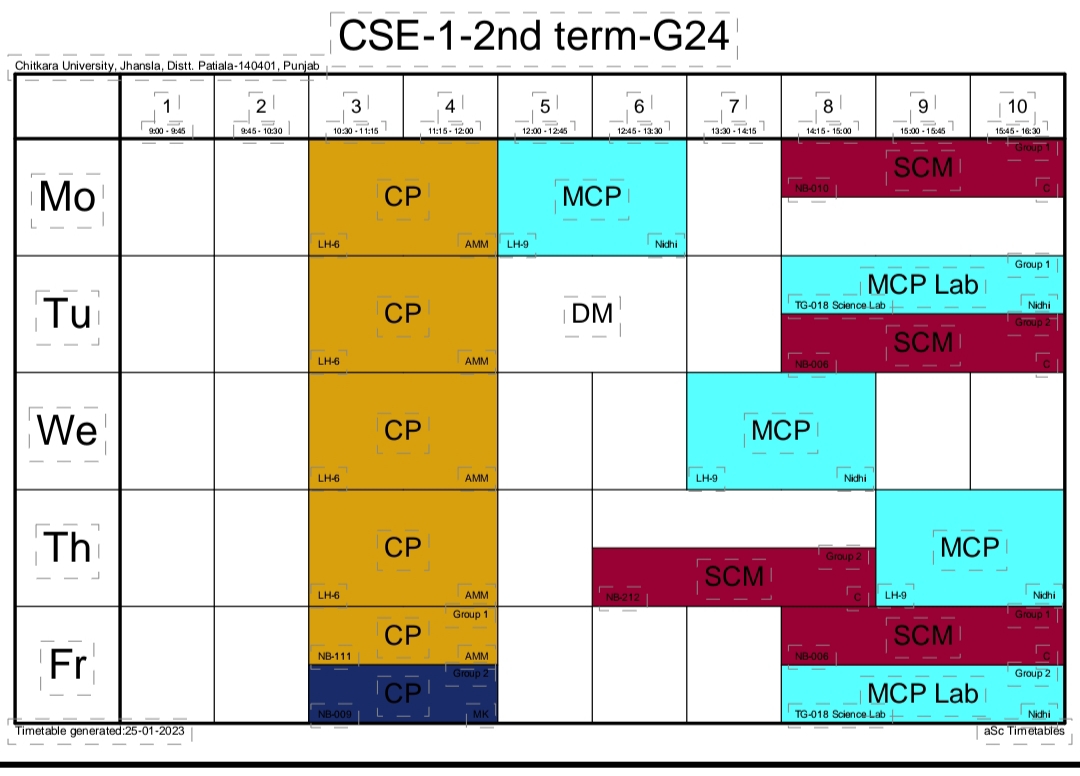 CSE-1-2nd term-G24
Chitkara University, Jhansla, Distt. Patiala-140401, Punjab
1 2 3 4 5 6 7 8 9 10
9:00 - 9:45 9:45 - 10:30 10:30 - 11:15 11:15 - 12:00 12:00 - 12:45 12:45 - 13:30 13:30 - 14:15 14:15 - 15:00 15:00 - 15:45 15:45 - 16:30
Group 1
Mo CP MCP SCM
NB-010 C
LH-6 AMM LH-9 Nidhi
Group 1
Tu CP DM MCP Lab
TG-018 Science Lab Nidhi
Group 2
SCM
LH-6 AMM NB-006 C
We CP MCP
LH-6 AMM LH-9 Nidhi
Th CP MCP
Group 2
SCM
LH-6 AMM NB-212 C LH-9 Nidhi
Group 1 Group 1
CP SCM
NB-111 AMM NB-006 C
Fr
Group 2 Group 2
CP MCP Lab
NB-009 MK TG-018 Science Lab Nidhi
Timetable generated:25-01-2023 aSc Timetables